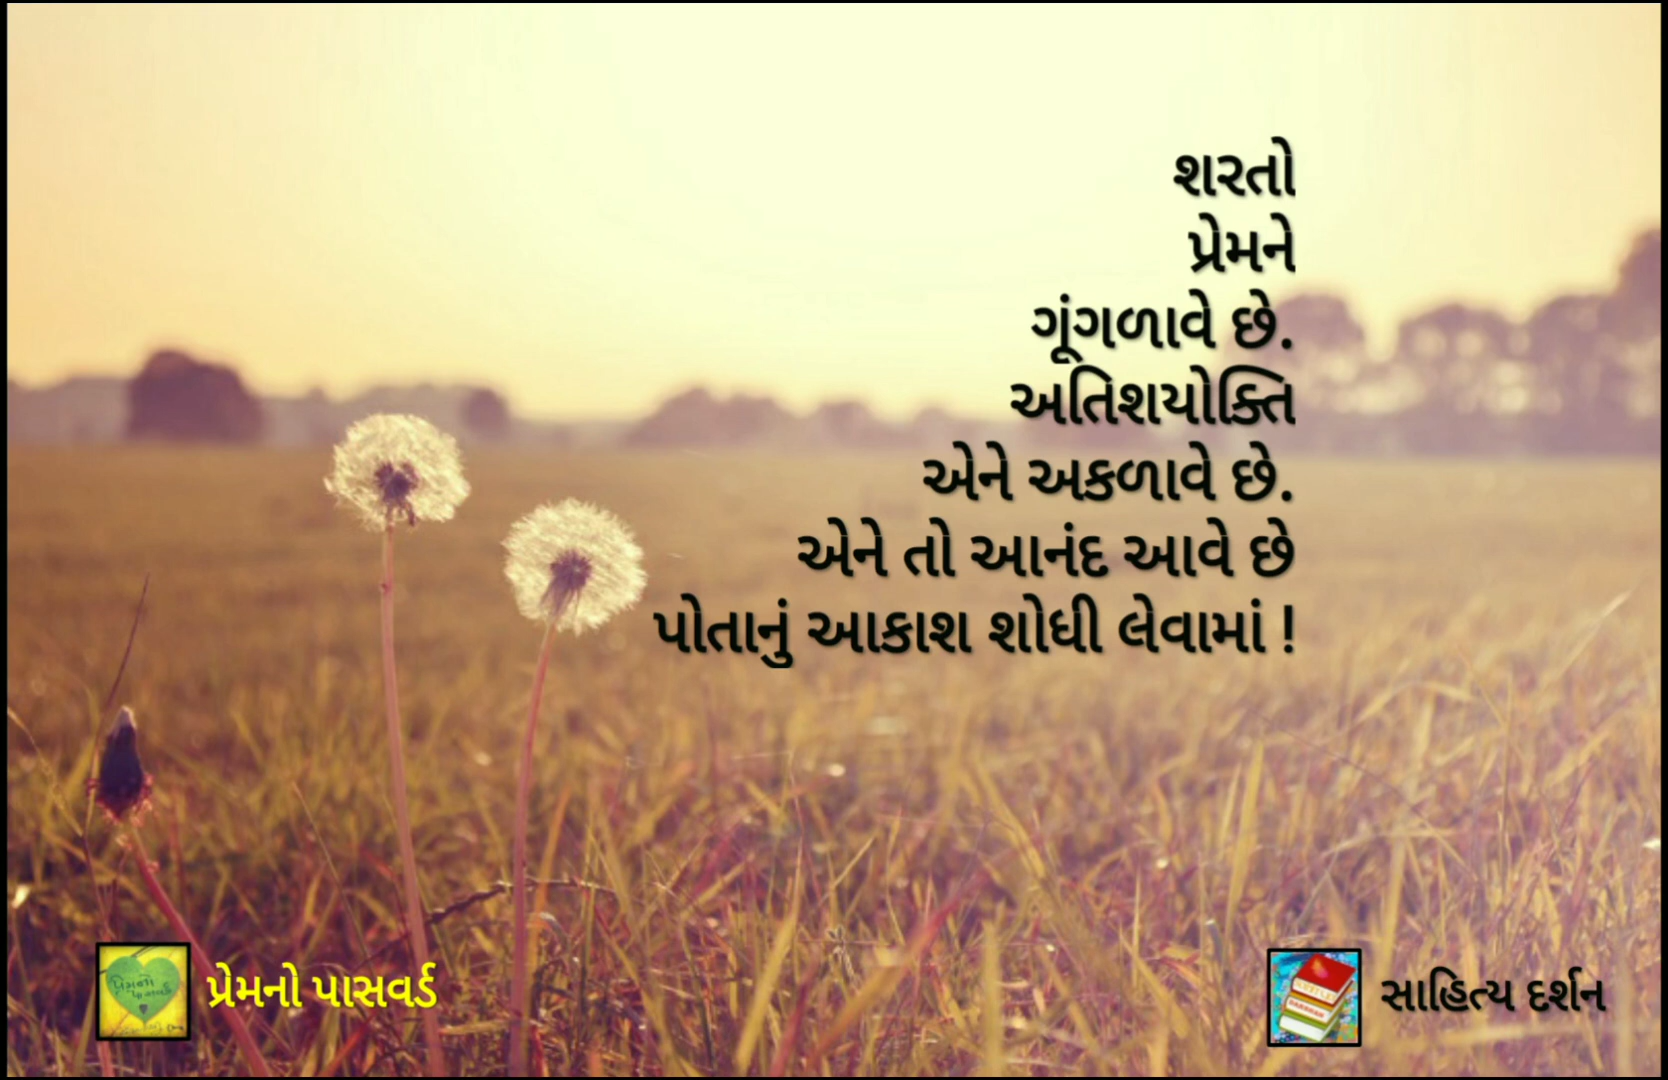 શરતો
પ્રેમને
ગૂંગળાવે છે.
અતિશયોક્તિ
એને અકળાવે છે.
એને તો આનંદ આવે છે
પોતાનું આકાશ શોધી લેવામાં !
પ્રેમનો પાસવર્ડ
સાહિત્ય દર્શન